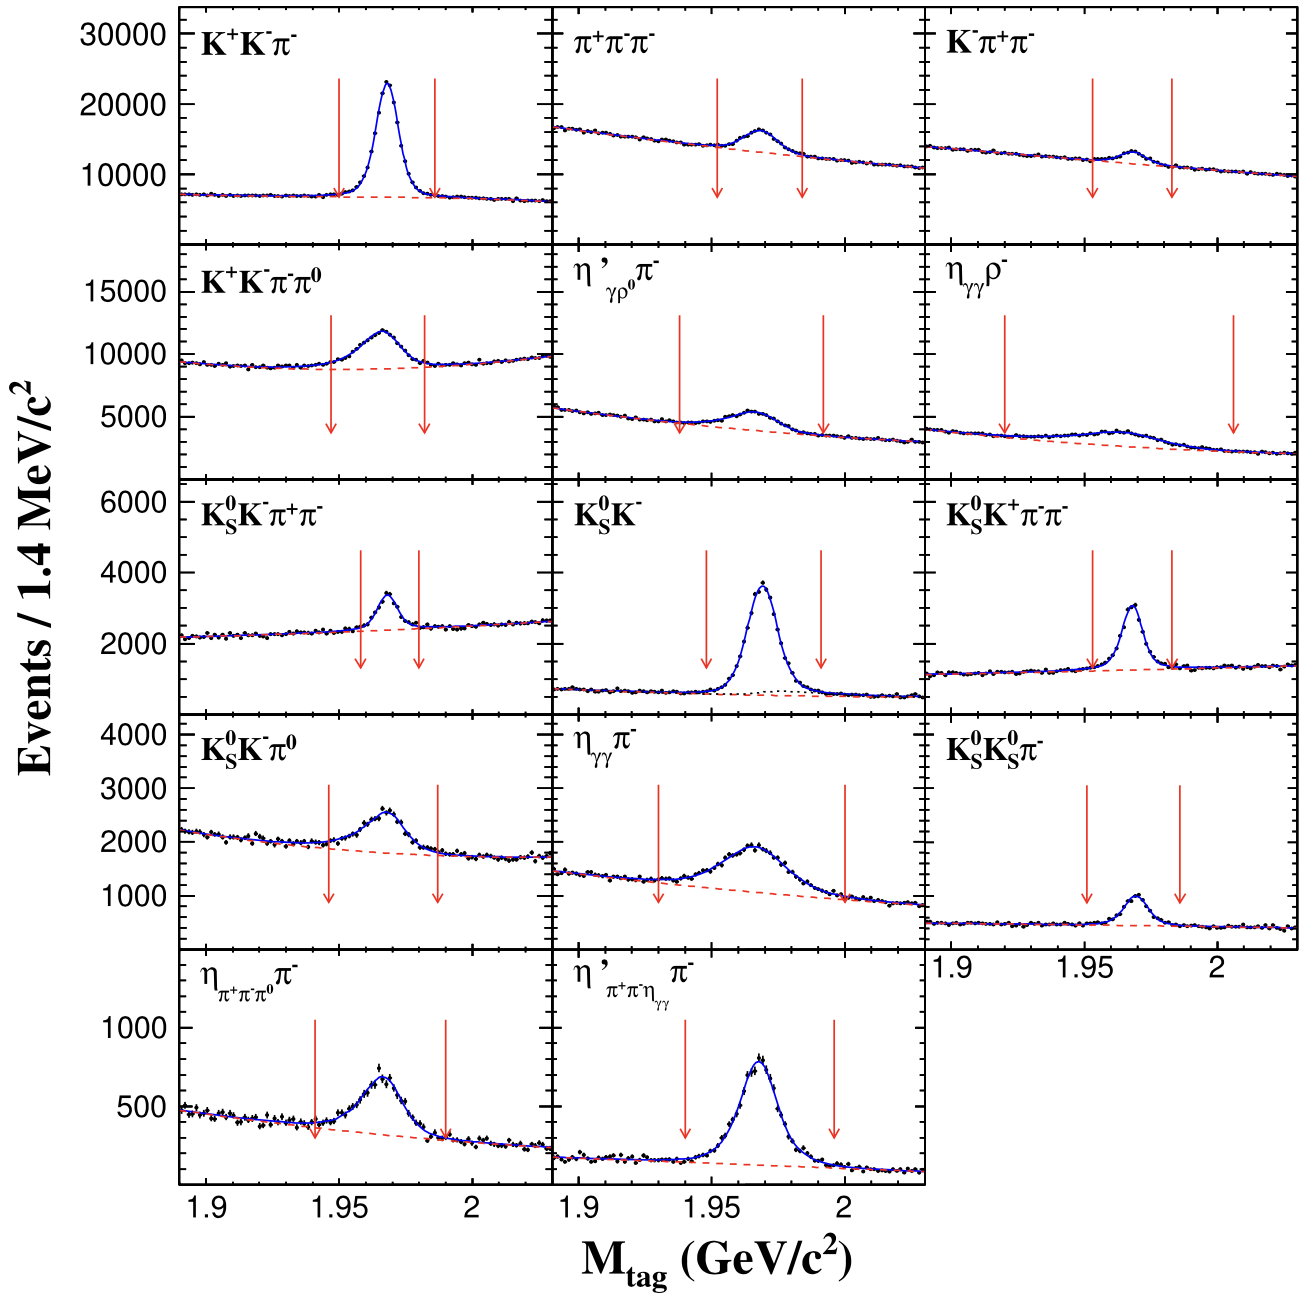 Events / 1.4 MeV/c²
30000
20000
10000
K⁺K⁻π⁻
π⁺π⁻π⁻
K⁻π⁺π⁻
15000
10000
5000
K⁺K⁻π⁻π⁰
η'γρ⁰π⁻
ηγγρ⁻
6000
4000
2000
K⁰SK⁻π⁺π⁻
K⁰SK⁻
K⁰SK⁺π⁻π⁻
4000
3000
2000
1000
K⁰SK⁻π⁰
ηγγπ⁻
K⁰SK⁰Sπ⁻
1.9 1.95 2
1000
500
ηπ⁺π⁻π⁰π⁻
η'π⁺π⁻ηγγπ⁻
1.9 1.95 2
1.9 1.95 2
Mtag (GeV/c²)